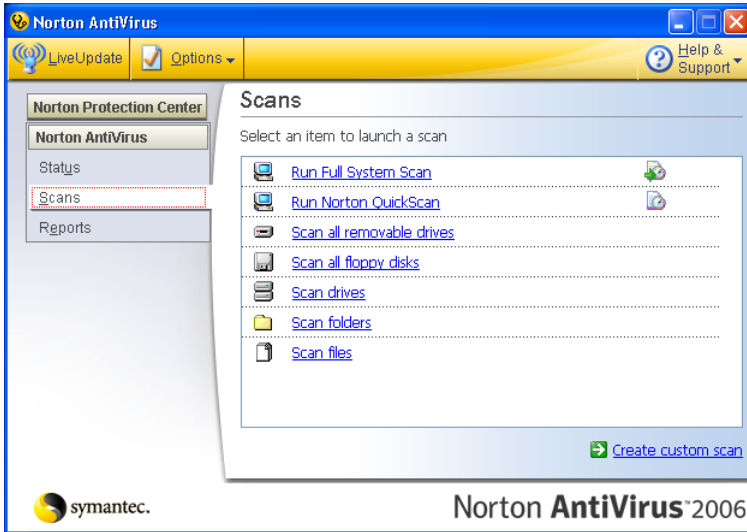 Norton AntiVirus
LiveUpdate Options Help & Support
Norton Protection Center
Norton AntiVirus
Status
Scans
Reports
Scans
Select an item to launch a scan
Run Full System Scan
Run Norton QuickScan
Scan all removable drives
Scan all floppy disks
Scan drives
Scan folders
Scan files
Create custom scan
symantec.
Norton AntiVirus™2006